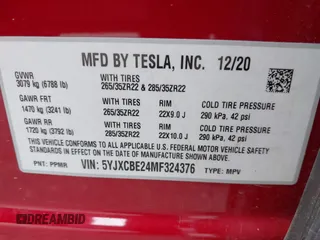 MFD BY TESLA, INC. 12/20
GVWR
3079 kg (6788 lb)
WITH TIRES
265/35ZR22 & 285/35ZR22
GAWR FRT
1470 kg (3241 lb)
WITH TIRES
265/35ZR22
RIM
22X9.0 J
COLD TIRE PRESSURE
290 kPa, 42 psi
GAWR RR
1720 kg (3792 lb)
WITH TIRES
285/35ZR22
RIM
22X10.0 J
COLD TIRE PRESSURE
290 kPa, 42 psi
THIS VEHICLE CONFORMS TO ALL APPLICABLE U.S. FEDERAL MOTOR
VEHICLE SAFETY AND THEFT PREVENTION STANDARDS IN EFFECT ON
THE DATE OF MANUFACTURE SHOWN ABOVE.
PNT: PPMR
VIN: 5YJXCBE24MF324376
TYPE: MPV
DREAMBID